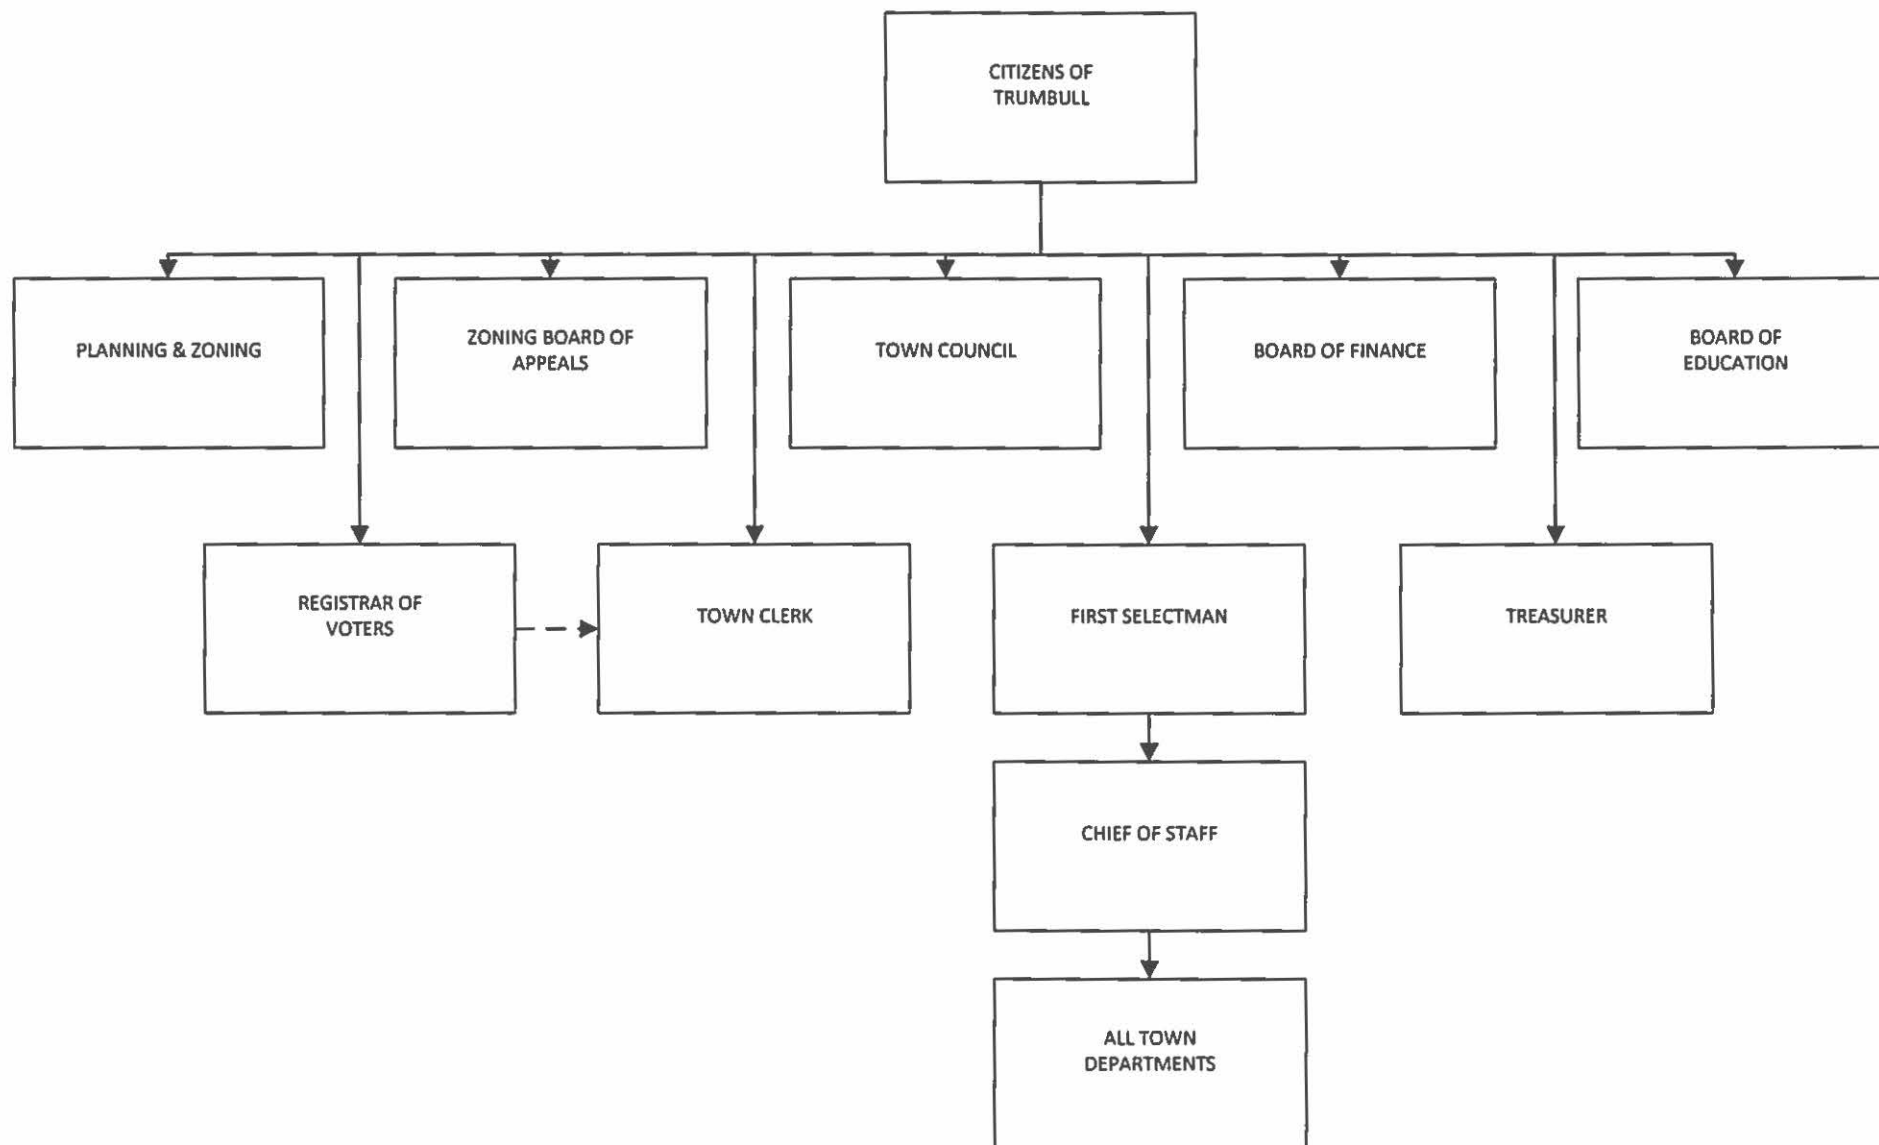 CITIZENS OF
TRUMBULL
PLANNING & ZONING
ZONING BOARD OF
APPEALS
TOWN COUNCIL
BOARD OF FINANCE
BOARD OF
EDUCATION
REGISTRAR OF
VOTERS
TOWN CLERK
FIRST SELECTMAN
TREASURER
CHIEF OF STAFF
ALL TOWN
DEPARTMENTS